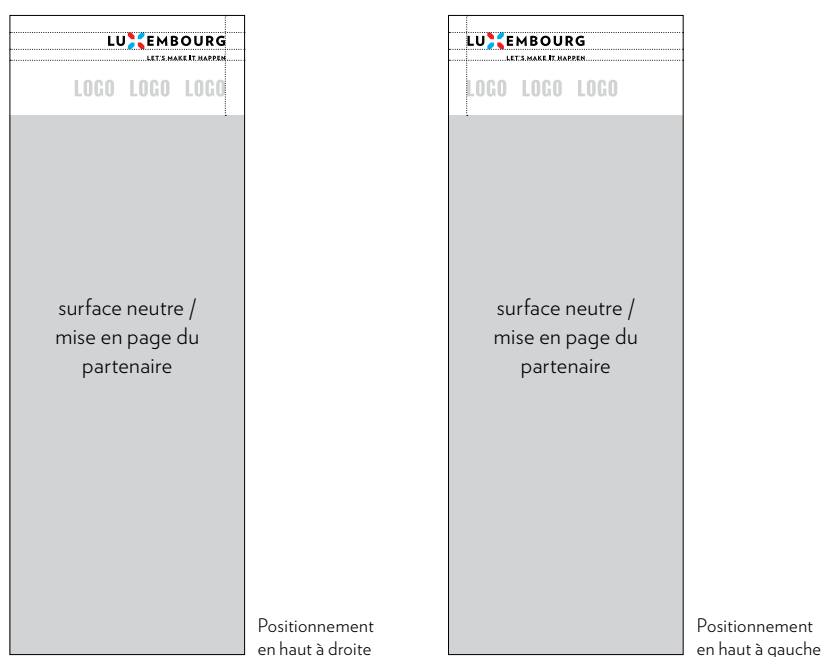 LUXEMBOURG
LET'S MAKE IT HAPPEN
LOGO LOGO LOGO
surface neutre /
mise en page du
partenaire
Positionnement
en haut à droite
LUXEMBOURG
LET'S MAKE IT HAPPEN
LOGO LOGO LOGO
surface neutre /
mise en page du
partenaire
Positionnement
en haut à gauche